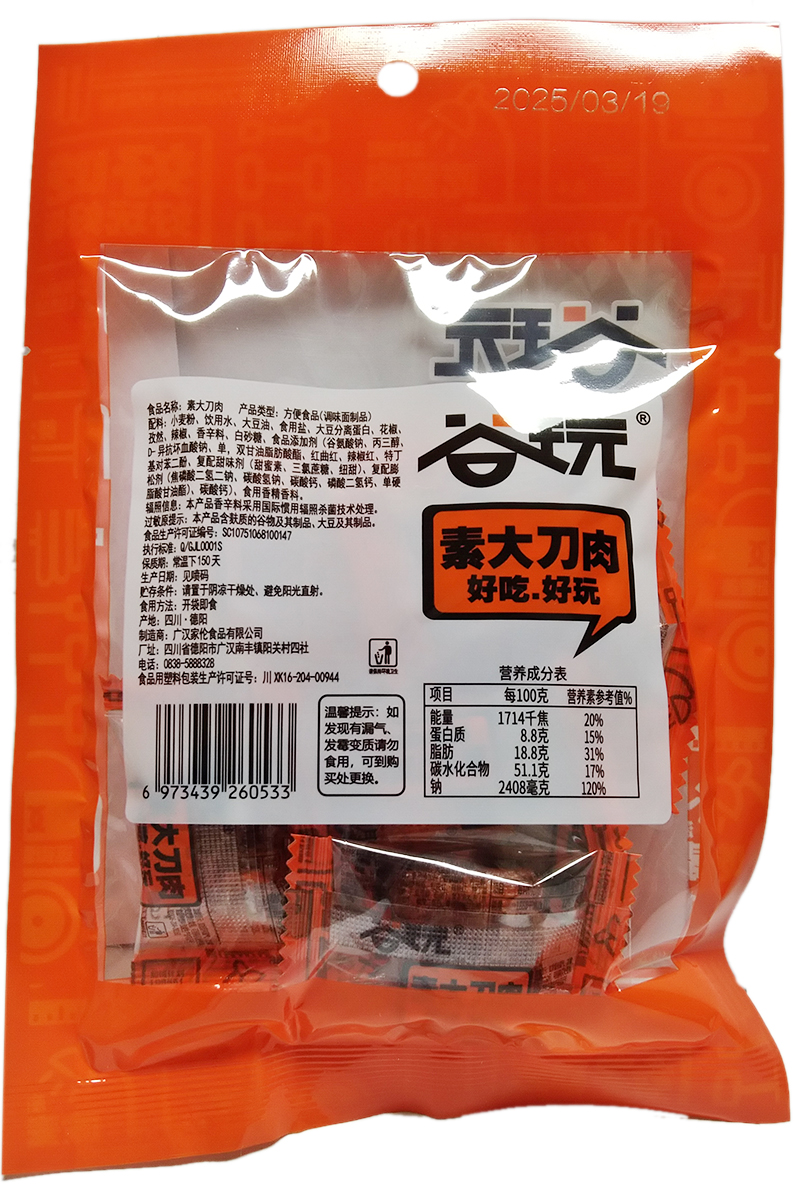 2025/03/19
谷玩®
素大刀肉
好吃.好玩
食品名称：素大刀肉 产品类型：方便食品（调味面制品）
配料：小麦粉、饮用水、大豆油、食用盐、大豆分离蛋白、花椒、
孜然、辣椒、香辛料、白砂糖、食品添加剂（谷氨酸钠、丙三醇、
D-异抗坏血酸钠、单，双甘油脂肪酸酯、红曲红、辣椒红、特丁
基对苯二酚、复配甜味剂（甜蜜素、三氯蔗糖、纽甜）、复配膨
松剂（焦磷酸二氢二钠、碳酸氢钠、碳酸钙、磷酸二氢钙、单硬
脂酸甘油酯）、碳酸钙）、食用香精香料。
辐照信息：本产品香辛料采用国际惯用辐照杀菌技术处理。
过敏原提示：本产品含麸质的谷物及其制品、大豆及其制品。
食品生产许可证编号：SC10751068100147
执行标准：Q/GJL0001S
保质期：常温下150天
生产日期：见喷码
贮存条件：请置于阴凉干燥处、避免阳光直射。
食用方法：开袋即食
产地：四川·德阳
制造商：广汉家伦食品有限公司
厂址：四川省德阳市广汉南丰镇阳关村四社
电话：0838-5888328
食品用塑料包装生产许可证号：川 XK16-204-00944
6 973439 260533
温馨提示：如
发现有漏气、
发霉变质请勿
食用，可到购
买处更换。
营养成分表
项目 每100克 营养素参考值%
能量 1714千焦 20%
蛋白质 8.8克 15%
脂肪 18.8克 31%
碳水化合物 51.1克 17%
钠 2408毫克 120%
大刀肉
谷玩
素大刀肉